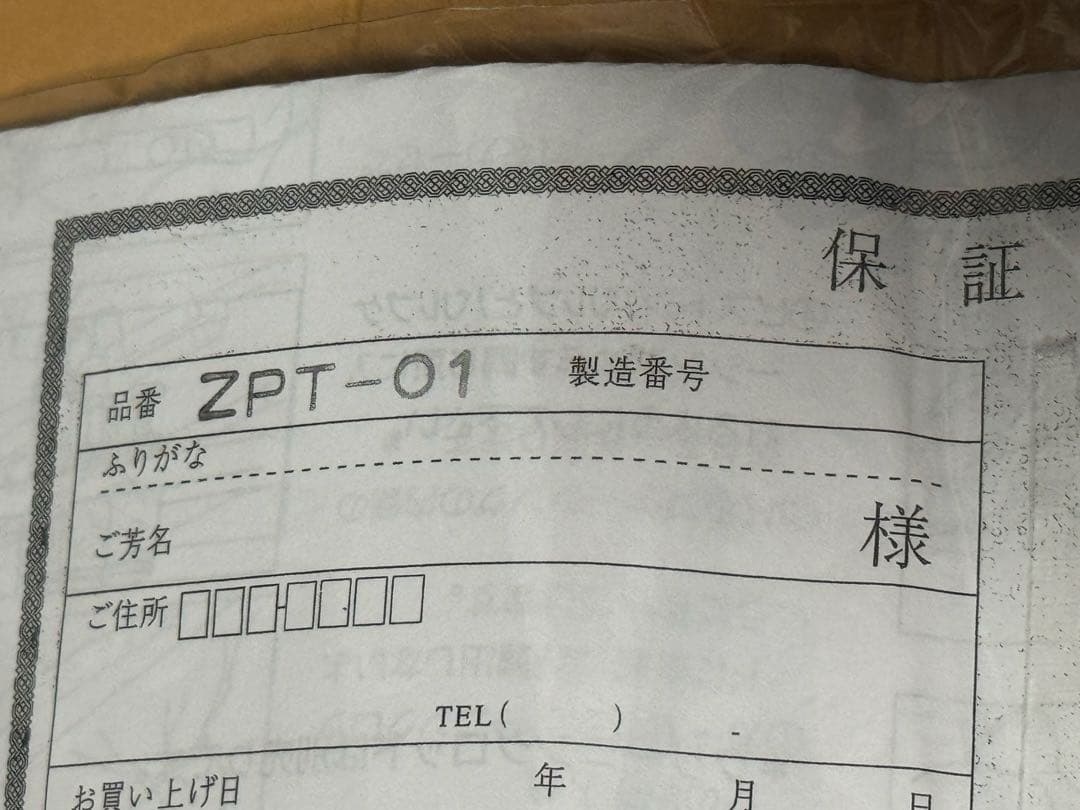 保証
品番 ZPT-01 製造番号
ふりがな
ご芳名 様
ご住所
TEL( ) -
お買い上げ日 年 月 日